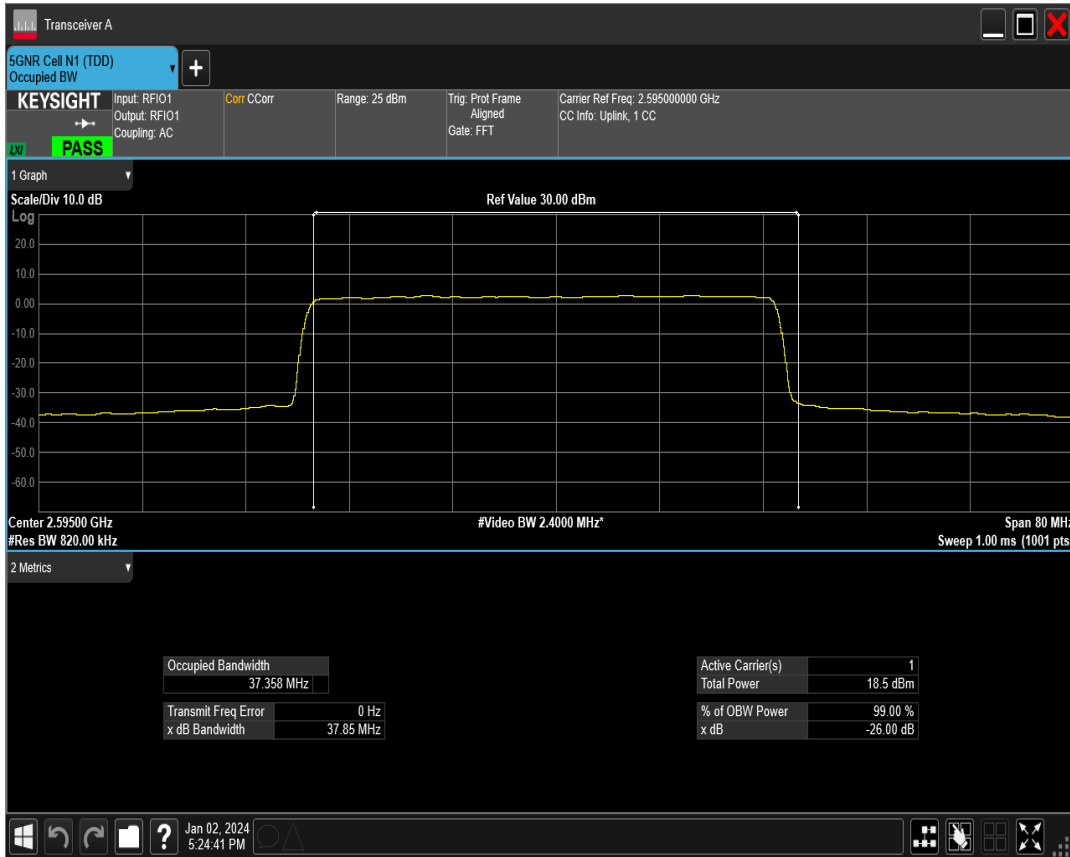 Transceiver A
5GNR Cell N1 (TDD)
Occupied BW
+
KEYSIGHT
LXI
PASS
Input: RFIO1
Output: RFIO1
Coupling: AC
Corr CCorr
Range: 25 dBm
Trig: Prot Frame
Aligned
Gate: FFT
Carrier Ref Freq: 2.595000000 GHz
CC Info: Uplink, 1 CC
1 Graph
Scale/Div 10.0 dB
Ref Value 30.00 dBm
Log
20.0
10.0
0.00
-10.0
-20.0
-30.0
-40.0
-50.0
-60.0
Center 2.59500 GHz
#Video BW 2.4000 MHz*
Span 80 MHz
#Res BW 820.00 kHz
Sweep 1.00 ms (1001 pts
2 Metrics
Occupied Bandwidth
37.358 MHz
Transmit Freq Error 0 Hz
x dB Bandwidth 37.85 MHz
Active Carrier(s) 1
Total Power 18.5 dBm
% of OBW Power 99.00 %
x dB -26.00 dB
?
Jan 02, 2024
5:24:41 PM